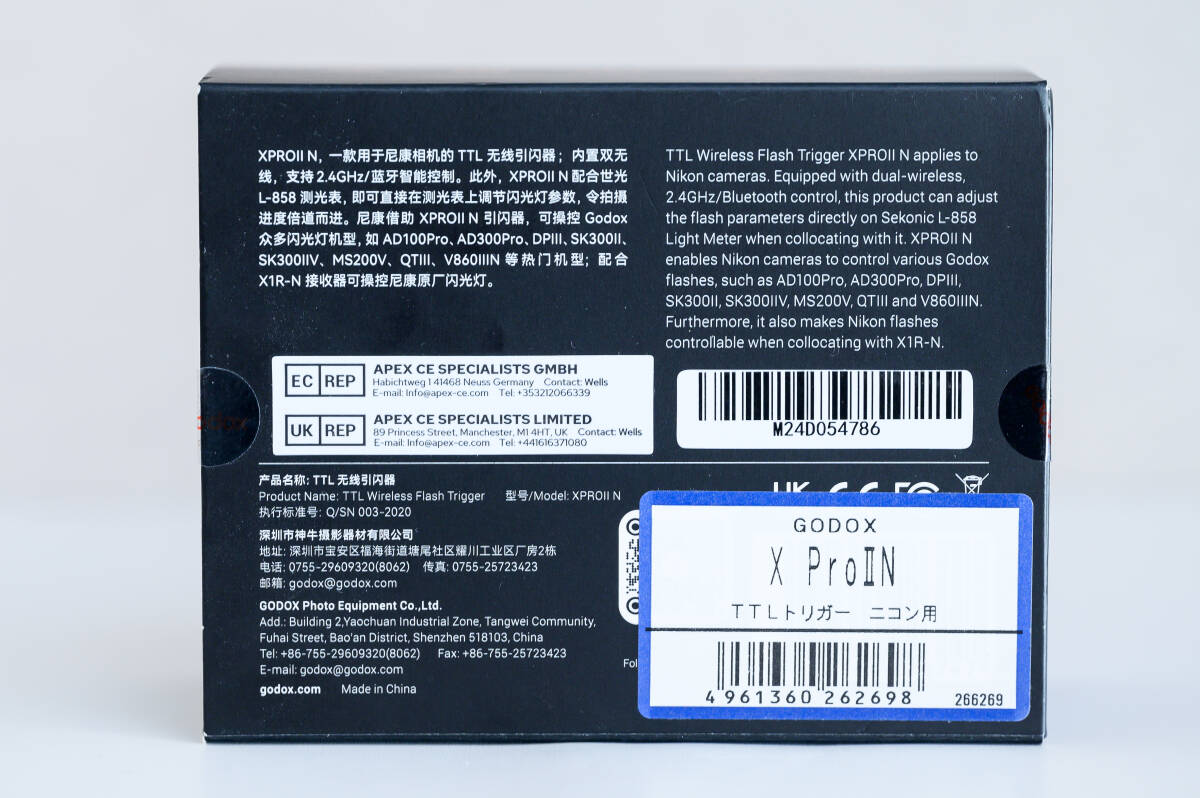 XPROII N，一款用于尼康相机的 TTL 无线引闪器；内置双无
线，支持 2.4GHz/蓝牙智能控制。此外，XPROII N 配合世光
L-858 测光表，即可直接在测光表上调节闪光灯参数，令拍摄
进度倍道而进。尼康借助 XPROII N 引闪器，可操控 Godox
众多闪光灯机型，如 AD100Pro、AD300Pro、DPIII、SK300II、
SK300IIV、MS200V、QTIII、V860IIIN 等热门机型；配合
X1R-N 接收器可操控尼康原厂闪光灯。
TTL Wireless Flash Trigger XPROII N applies to
Nikon cameras. Equipped with dual-wireless,
2.4GHz/Bluetooth control, this product can adjust
the flash parameters directly on Sekonic L-858
Light Meter when collocating with it. XPROII N
enables Nikon cameras to control various Godox
flashes, such as AD100Pro, AD300Pro, DPIII,
SK300II, SK300IIV, MS200V, QTIII and V860IIIN.
Furthermore, it also makes Nikon flashes
controllable when collocating with X1R-N.
EC REP
APEX CE SPECIALISTS GMBH
Habichtweg 1 41468 Neuss Germany Contact: Wells
E-mail: Info@apex-ce.com Tel: +353212066339
UK REP
APEX CE SPECIALISTS LIMITED
89 Princess Street, Manchester, M1 4HT, UK Contact: Wells
E-mail: Info@apex-ce.com Tel: +441616371080
M24D054786
产品名称: TTL 无线引闪器
Product Name: TTL Wireless Flash Trigger 型号/Model: XPROII N
执行标准号: Q/SN 003-2020
深圳市神牛摄影器材有限公司
地址: 深圳市宝安区福海街道塘尾社区耀川工业区厂房2栋
电话: 0755-29609320(8062) 传真: 0755-25723423
邮箱: godox@godox.com
GODOX Photo Equipment Co.,Ltd.
Add.: Building 2,Yaochuan Industrial Zone, Tangwei Community,
Fuhai Street, Bao'an District, Shenzhen 518103, China
Tel: +86-755-29609320(8062) Fax: +86-755-25723423
E-mail: godox@godox.com
godox.com Made in China
GODOX
X ProⅡN
TTLトリガー ニコン用
4 961360 262698
266269